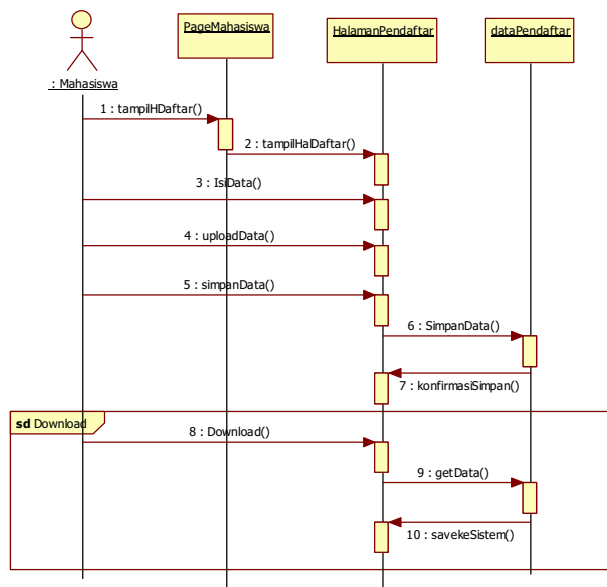 PageMahasiswa
HalamanPendaftar
dataPendaftar
: Mahasiswa
1 : tampilHDaftar()
2 : tampilHalDaftar()
3 : IsiData()
4 : uploadData()
5 : simpanData()
6 : SimpanData()
7 : konfirmasiSimpan()
sd Download
8 : Download()
9 : getData()
10 : savekeSistem()